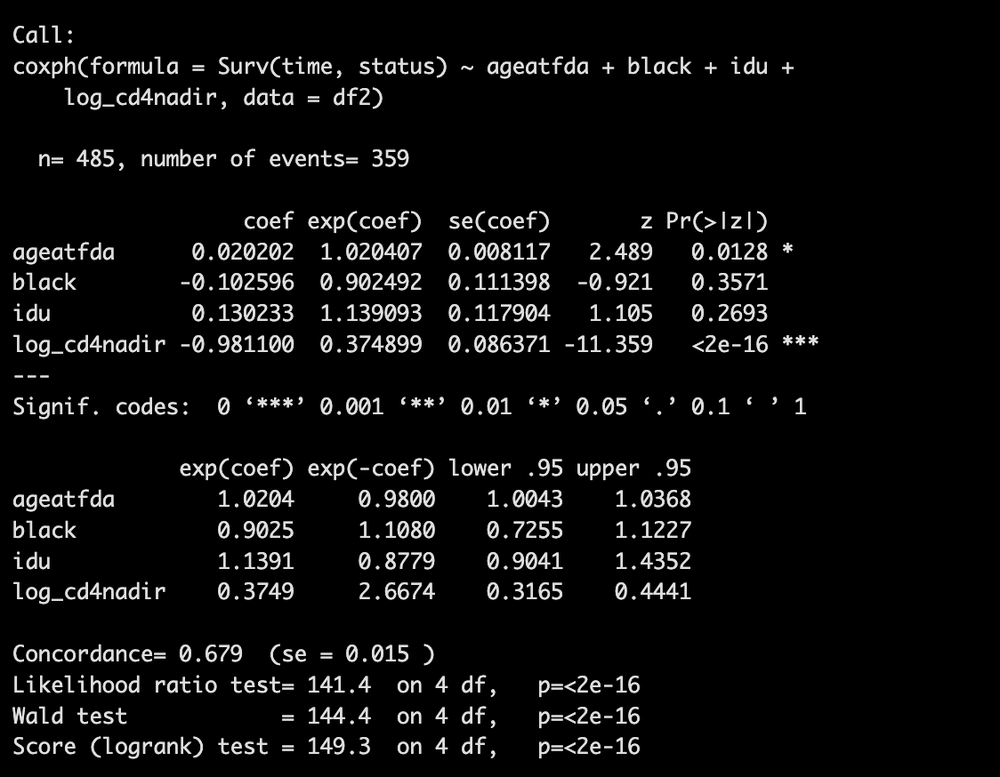 Call:
coxph(formula = Surv(time, status) ~ ageatfda + black + idu +
    log_cd4nadir, data = df2)

  n= 485, number of events= 359

                  coef exp(coef)  se(coef)       z Pr(>|z|)
ageatfda      0.020202  1.020407  0.008117   2.489   0.0128 *
black        -0.102596  0.902492  0.111398  -0.921   0.3571
idu           0.130233  1.139093  0.117904   1.105   0.2693
log_cd4nadir -0.981100  0.374899  0.086371 -11.359   <2e-16 ***
---
Signif. codes:  0 ‘***’ 0.001 ‘**’ 0.01 ‘*’ 0.05 ‘.’ 0.1 ‘ ’ 1

             exp(coef) exp(-coef) lower .95 upper .95
ageatfda        1.0204     0.9800    1.0043    1.0368
black           0.9025     1.1080    0.7255    1.1227
idu             1.1391     0.8779    0.9041    1.4352
log_cd4nadir    0.3749     2.6674    0.3165    0.4441

Concordance= 0.679  (se = 0.015 )
Likelihood ratio test= 141.4  on 4 df,   p=<2e-16
Wald test            = 144.4  on 4 df,   p=<2e-16
Score (logrank) test = 149.3  on 4 df,   p=<2e-16